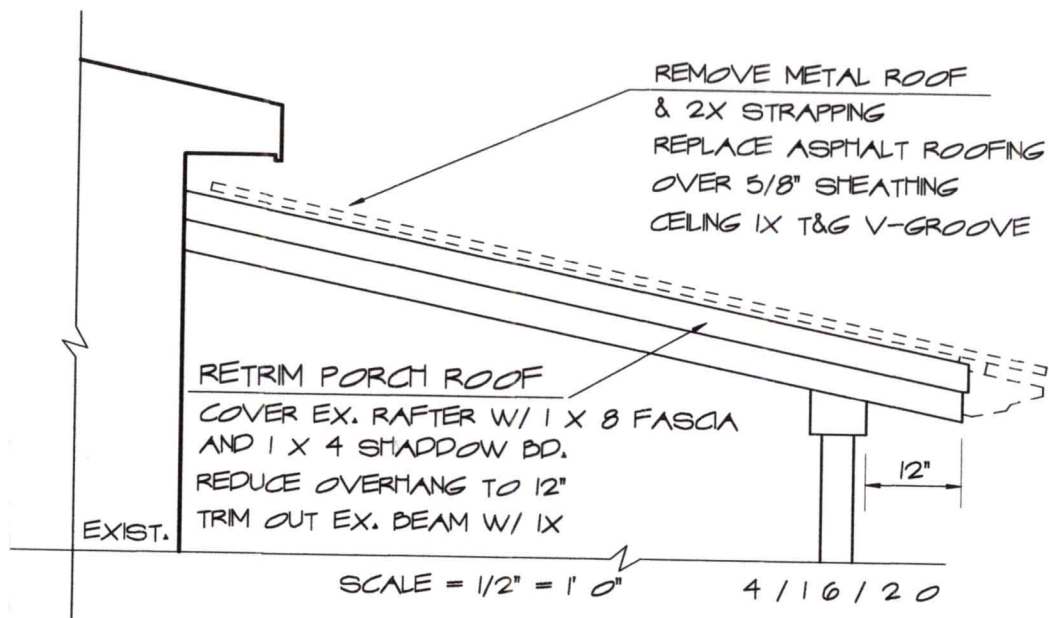 REMOVE METAL ROOF
& 2X STRAPPING
REPLACE ASPHALT ROOFING
OVER 5/8" SHEATHING
CEILING 1X T&G V-GROOVE
RETRIM PORCH ROOF
COVER EX. RAFTER W/ 1 X 8 FASCIA
AND 1 X 4 SHADDOW BD.
REDUCE OVERHANG TO 12"
TRIM OUT EX. BEAM W/ 1X
12"
EXIST.
SCALE = 1/2" = 1' 0"
4/16/20